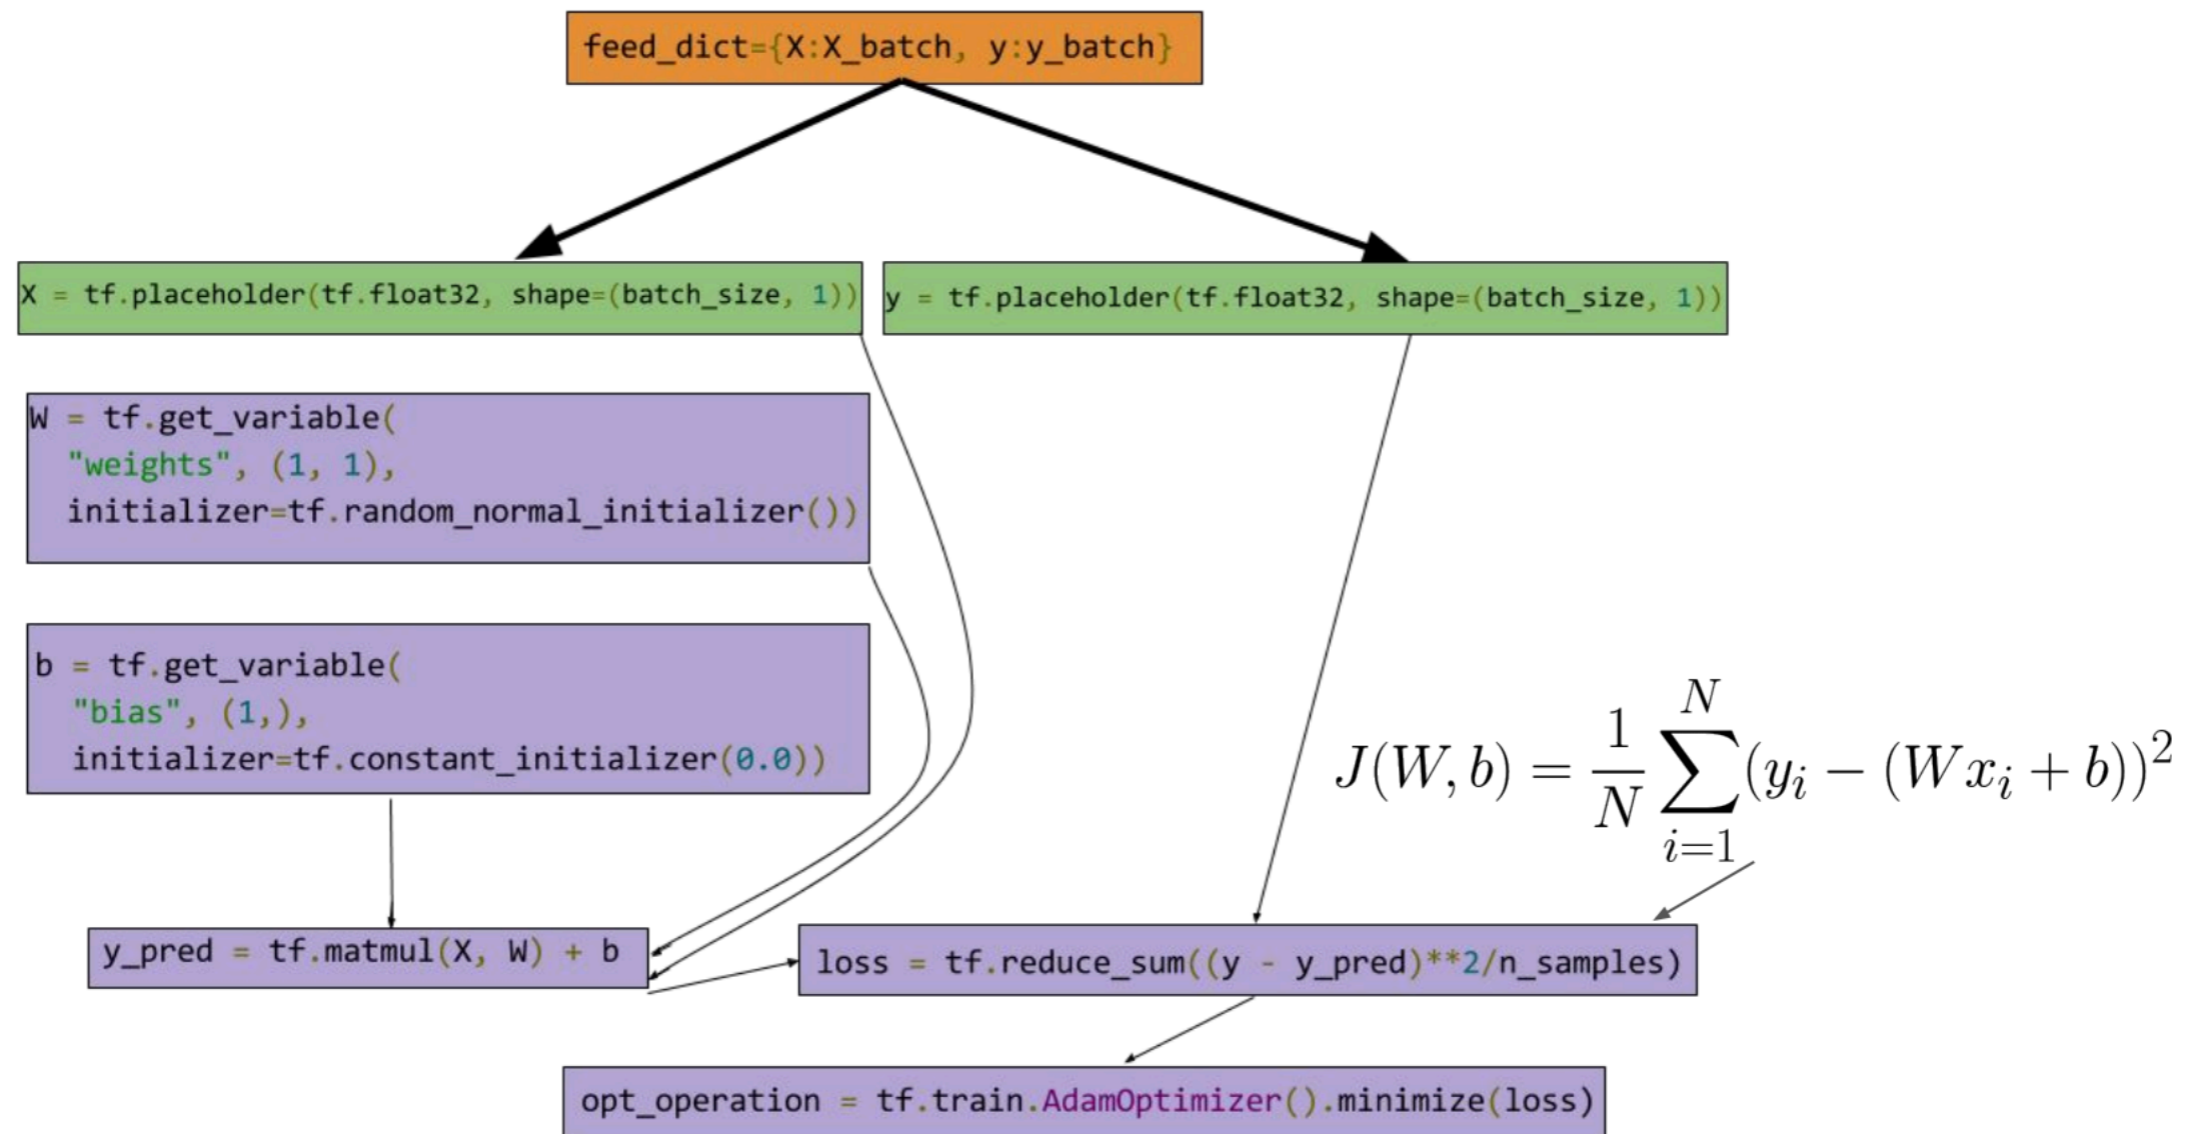 feed_dict={X:X_batch, y:y_batch}
X = tf.placeholder(tf.float32, shape=(batch_size, 1))
y = tf.placeholder(tf.float32, shape=(batch_size, 1))
W = tf.get_variable(
"weights", (1, 1),
initializer=tf.random_normal_initializer())
b = tf.get_variable(
"bias", (1,),
initializer=tf.constant_initializer(0.0))
J(W, b) = \frac{1}{N} \sum_{i=1}^{N} (y_i - (Wx_i + b))^2
y_pred = tf.matmul(X, W) + b
loss = tf.reduce_sum((y - y_pred)**2/n_samples)
opt_operation = tf.train.AdamOptimizer().minimize(loss)